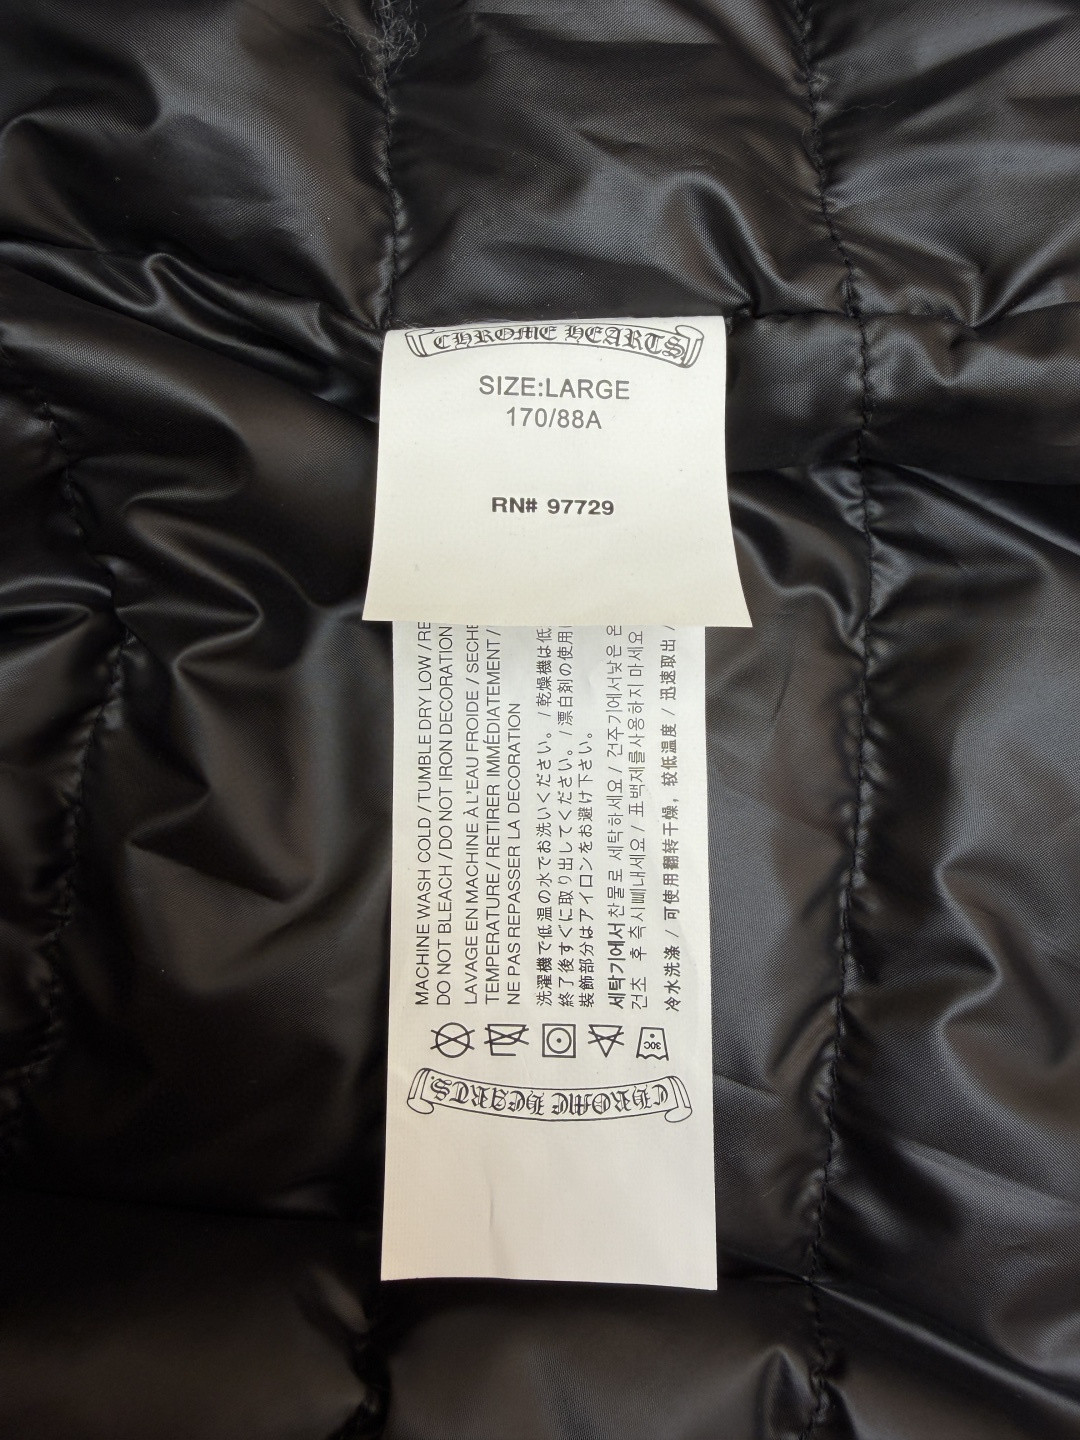 CHROME HEARTS
SIZE:LARGE
170/88A
RN# 97729
MACHINE WASH COLD / TUMBLE DRY LOW / RE
DO NOT BLEACH / DO NOT IRON DECORATION
LAVAGE EN MACHINE À L'EAU FROIDE / SECHE
TEMPERATURE / RETIRER IMMÉDIATEMENT /
NE PAS REPASSER LA DECORATION
洗濯機で低温の水でお洗いください。 / 乾燥機は低
終了後すぐに取り出してください。 / 漂白剤の使用
装飾部分はアイロンをお避け下さい。
세탁기에서찬물로 세탁하세요 / 건주기에서낮은 온
건조 후 측시빼내세요 / 표백제를사용하지 마세요
冷水洗涤 / 可使用翻转干燥，较低温度 / 迅速取出 /
30C
CHROME HEARTS